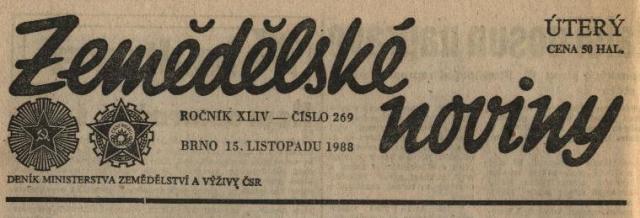 Zemědělské noviny
ÚTERÝ
CENA 50 HAL.
ROČNÍK XLIV — ČÍSLO 269
BRNO 15. LISTOPADU 1988
DENÍK MINISTERSTVA ZEMĚDĚLSTVÍ A VÝŽIVY ČSR